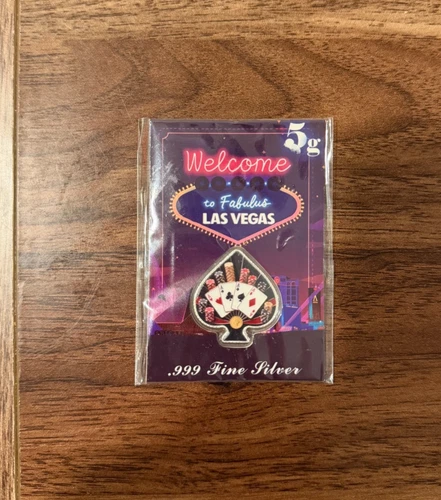 5g
Welcome
to Fabulus
LAS VEGAS
.999 Fine Silver